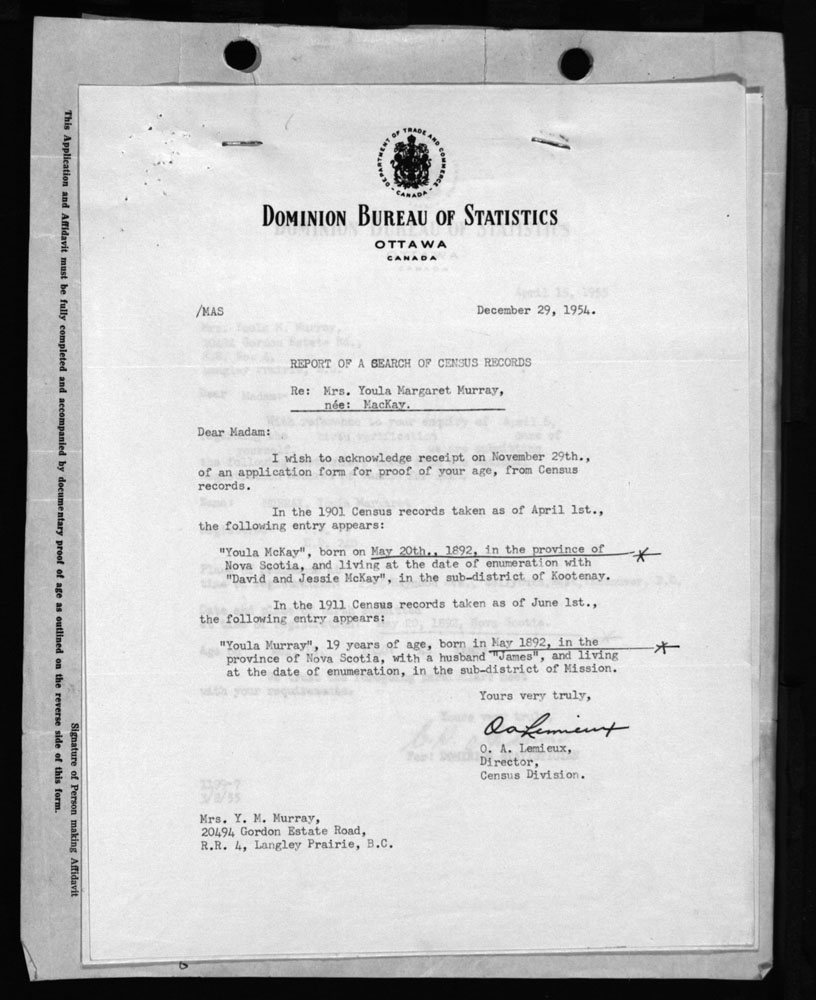 DEPARTMENT OF TRADE AND COMMERCE
CANADA
DOMINION BUREAU OF STATISTICS
OTTAWA
CANADA
/MAS
December 29, 1954.
REPORT OF A SEARCH OF CENSUS RECORDS
Re: Mrs. Youla Margaret Murray,
née: MacKay.
Dear Madam:
I wish to acknowledge receipt on November 29th.,
of an application form for proof of your age, from Census
records.
In the 1901 Census records taken as of April 1st.,
the following entry appears:
"Youla McKay", born on May 20th., 1892, in the province of
Nova Scotia, and living at the date of enumeration with
"David and Jessie McKay", in the sub-district of Kootenay.
In the 1911 Census records taken as of June 1st.,
the following entry appears:
"Youla Murray", 19 years of age, born in May 1892, in the
province of Nova Scotia, with a husband "James", and living
at the date of enumeration, in the sub-district of Mission.
Yours very truly,
O A Lemieux
O. A. Lemieux,
Director,
Census Division.
Mrs. Y. M. Murray,
20494 Gordon Estate Road,
R.R. 4, Langley Prairie, B.C.
This Application and Affidavit must be fully completed and accompanied by documentary proof of age as outlined on the reverse side of this form.
Signature of Person making Affidavit